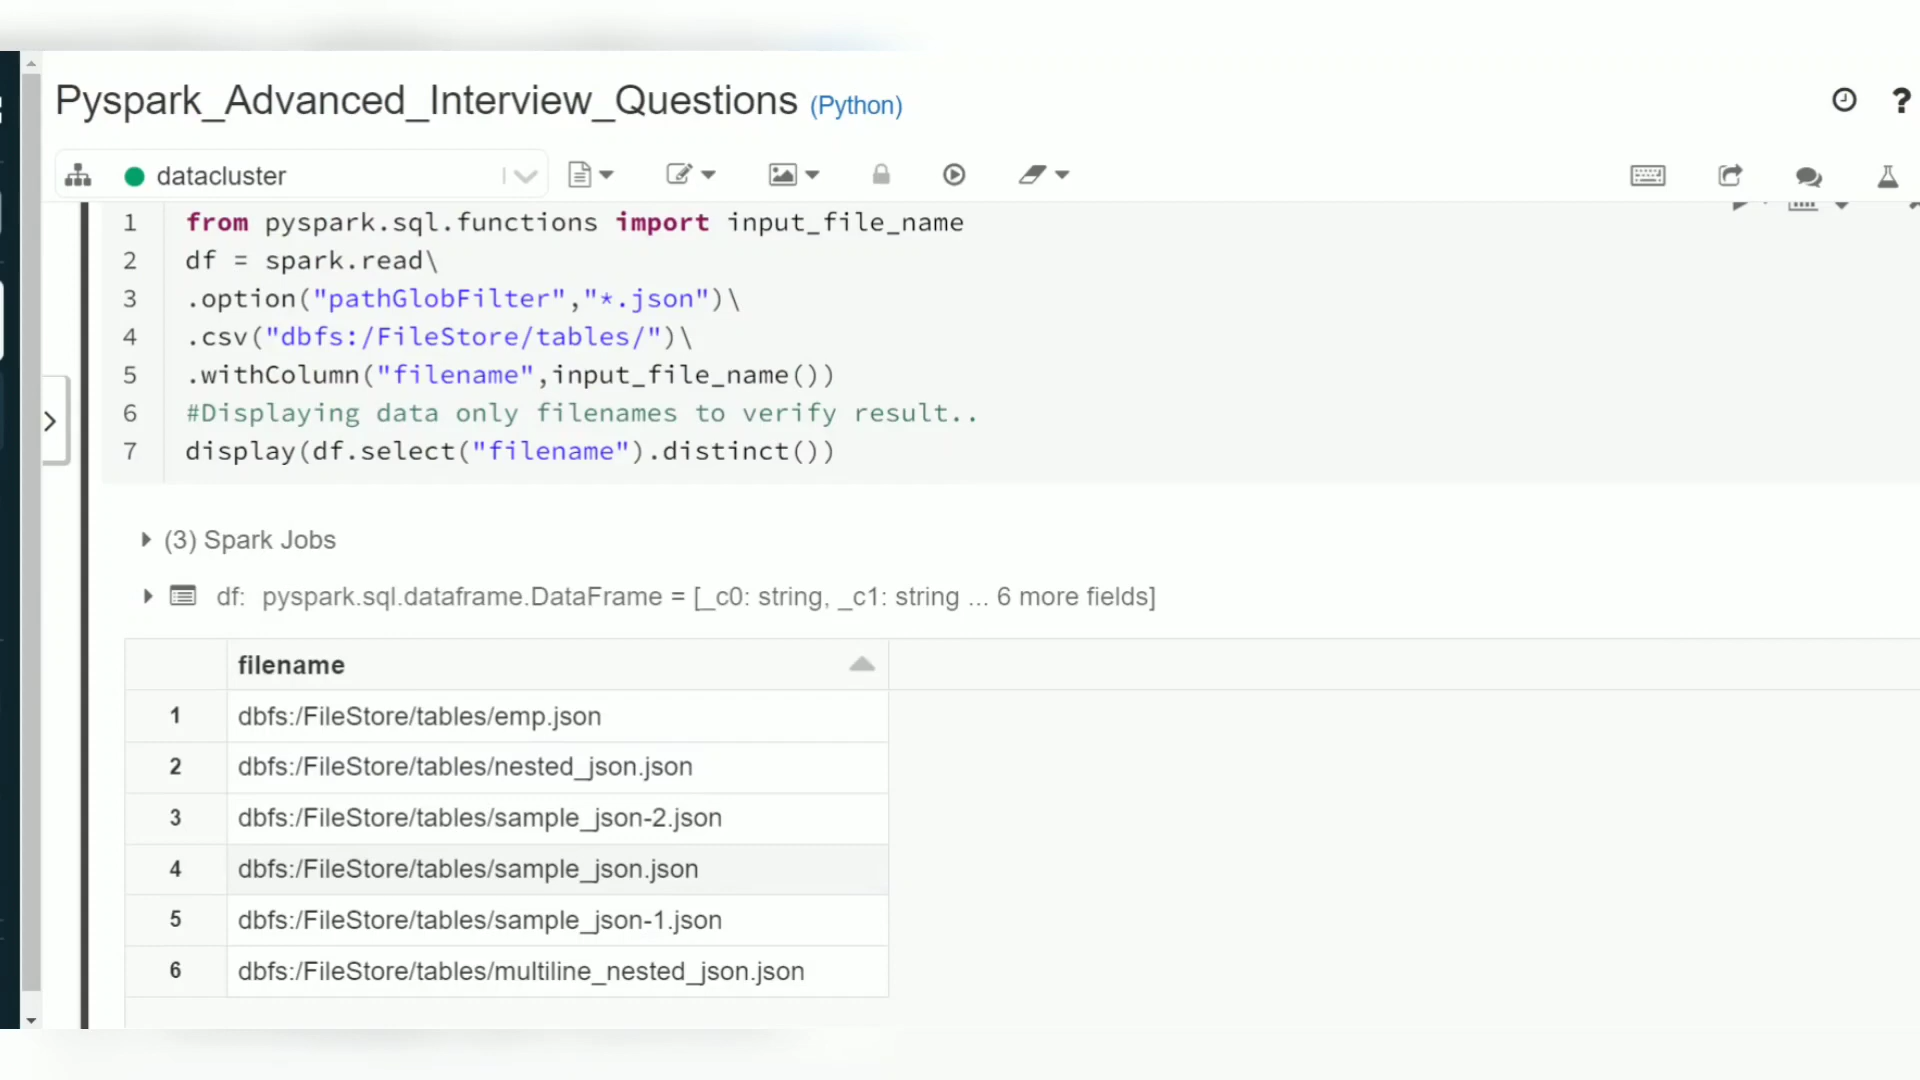 Pyspark_Advanced_Interview_Questions (Python)
?
datacluster
1 from pyspark.sql.functions import input_file_name
2 df = spark.read\
3 .option("pathGlobFilter","*.json")\
4 .csv("dbfs:/FileStore/tables/")\
5 .withColumn("filename",input_file_name())
6 #Displaying data only filenames to verify result..
7 display(df.select("filename").distinct())
(3) Spark Jobs
df: pyspark.sql.dataframe.DataFrame = [_c0: string, _c1: string ... 6 more fields]
filename
1 dbfs:/FileStore/tables/emp.json
2 dbfs:/FileStore/tables/nested_json.json
3 dbfs:/FileStore/tables/sample_json-2.json
4 dbfs:/FileStore/tables/sample_json.json
5 dbfs:/FileStore/tables/sample_json-1.json
6 dbfs:/FileStore/tables/multiline_nested_json.json